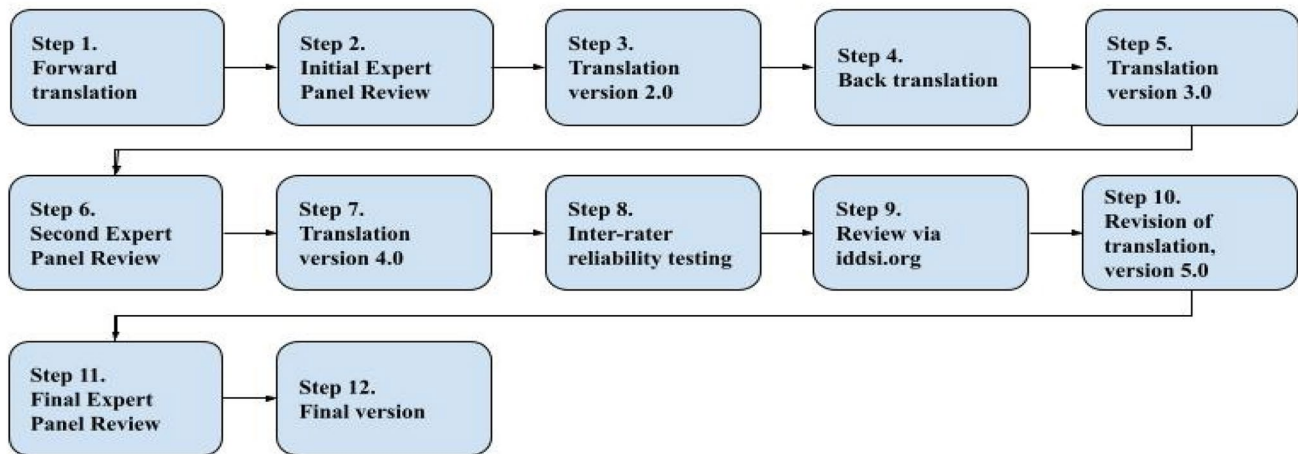 Step 1.
Forward
translation
Step 2.
Initial Expert
Panel Review
Step 3.
Translation
version 2.0
Step 4.
Back translation
Step 5.
Translation
version 3.0
Step 6.
Second Expert
Panel Review
Step 7.
Translation
version 4.0
Step 8.
Inter-rater
reliability testing
Step 9.
Review via
iddsi.org
Step 10.
Revision of
translation,
version 5.0
Step 11.
Final Expert
Panel Review
Step 12.
Final version